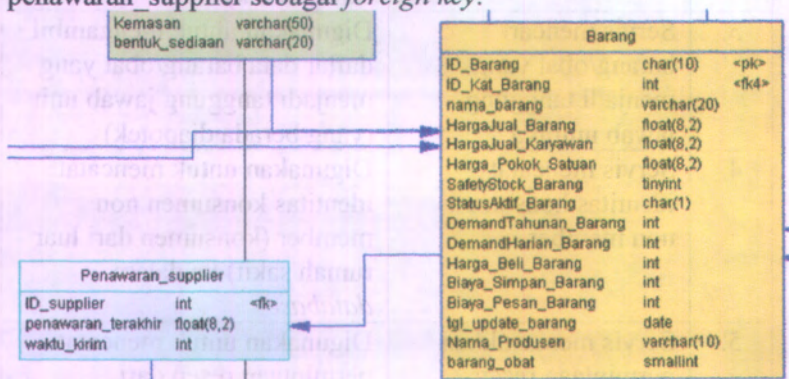 penawaran_supplier sebagai foreign key.
Kemasan varchar(50)
bentuk_sediaan varchar(20)
Barang
ID_Barang char(10) <pk>
ID_Kat_Barang int <fk4>
nama_barang varchar(20)
HargaJual_Barang float(8,2)
HargaJual_Karyawan float(8,2)
Harga_Pokok_Satuan float(8,2)
SafetyStock_Barang tinyint
StatusAktif_Barang char(1)
DemandTahunan_Barang int
DemandHarian_Barang int
Harga_Beli_Barang int
Biaya_Simpan_Barang int
Biaya_Pesan_Barang int
tgl_update_barang date
Nama_Produsen varchar(10)
barang_obat smallint
Penawaran_supplier
ID_supplier int <fk>
penawaran_terakhir float(8,2)
waktu_kirim int